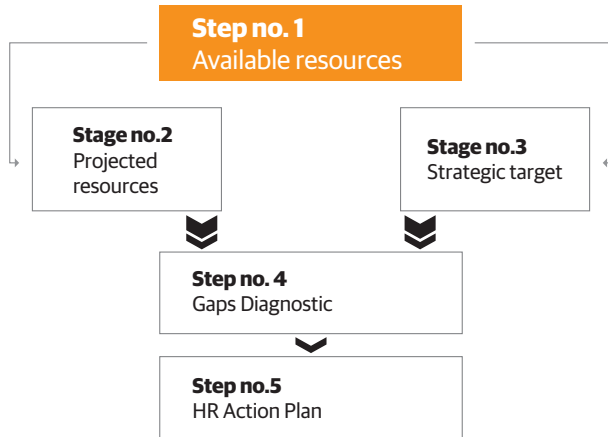 Step no. 1
Available resources
Stage no.2
Projected
resources
Stage no.3
Strategic target
Step no. 4
Gaps Diagnostic
Step no.5
HR Action Plan